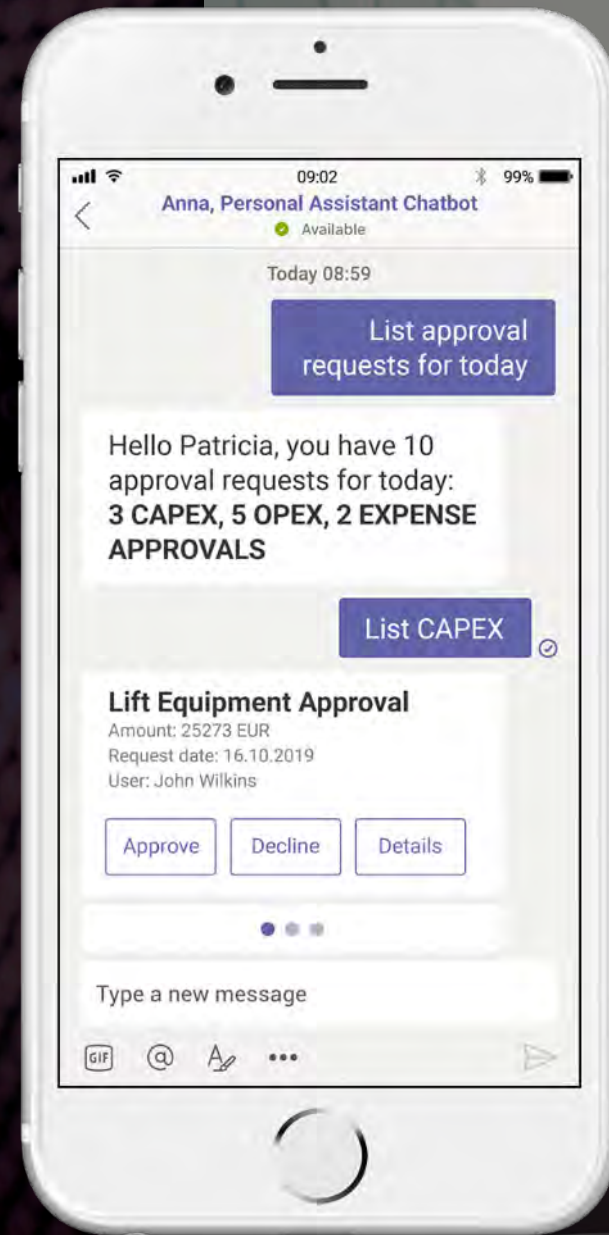 09:02
99%
Anna, Personal Assistant Chatbot
Available
Today 08:59
List approval
requests for today
Hello Patricia, you have 10
approval requests for today:
3 CAPEX, 5 OPEX, 2 EXPENSE
APPROVALS
List CAPEX
Lift Equipment Approval
Amount: 25273 EUR
Request date: 16.10.2019
User: John Wilkins
Approve Decline Details
Type a new message
GIF @ A